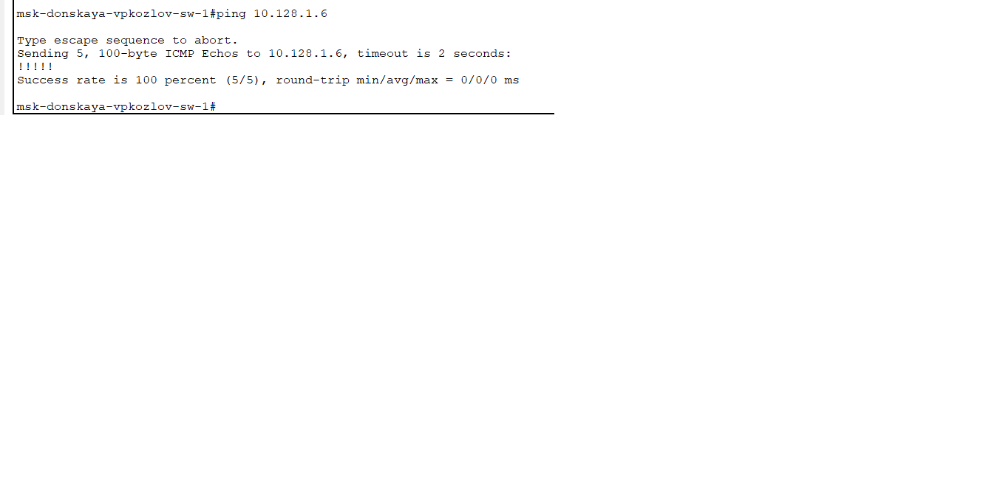 msk-donskaya-vpkozlov-sw-1#ping 10.128.1.6
Type escape sequence to abort.
Sending 5, 100-byte ICMP Echos to 10.128.1.6, timeout is 2 seconds:
!!!!!
Success rate is 100 percent (5/5), round-trip min/avg/max = 0/0/0 ms
msk-donskaya-vpkozlov-sw-1#